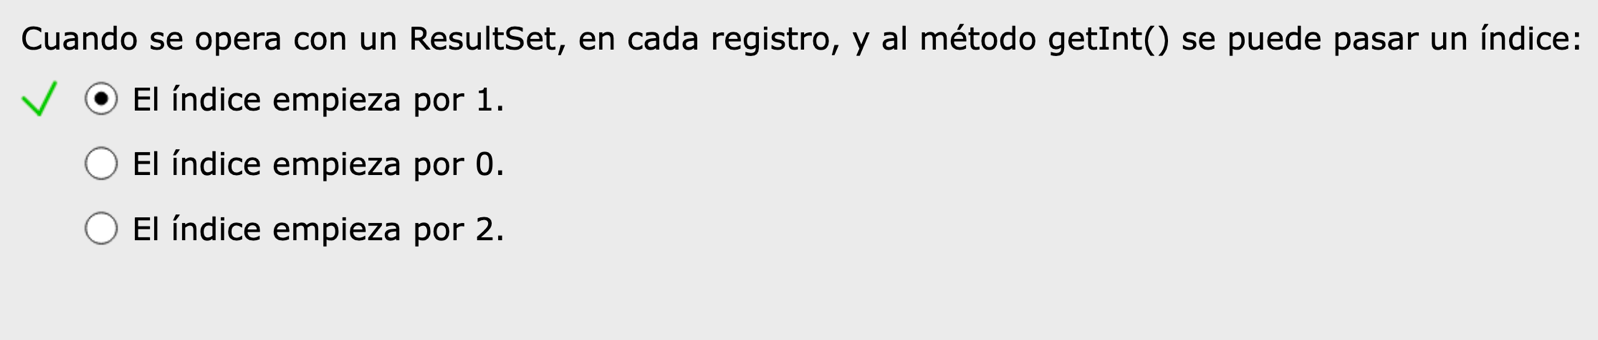 Cuando se opera con un ResultSet, en cada registro, y al método getInt() se puede pasar un índice:
El índice empieza por 1.
El índice empieza por 0.
El índice empieza por 2.